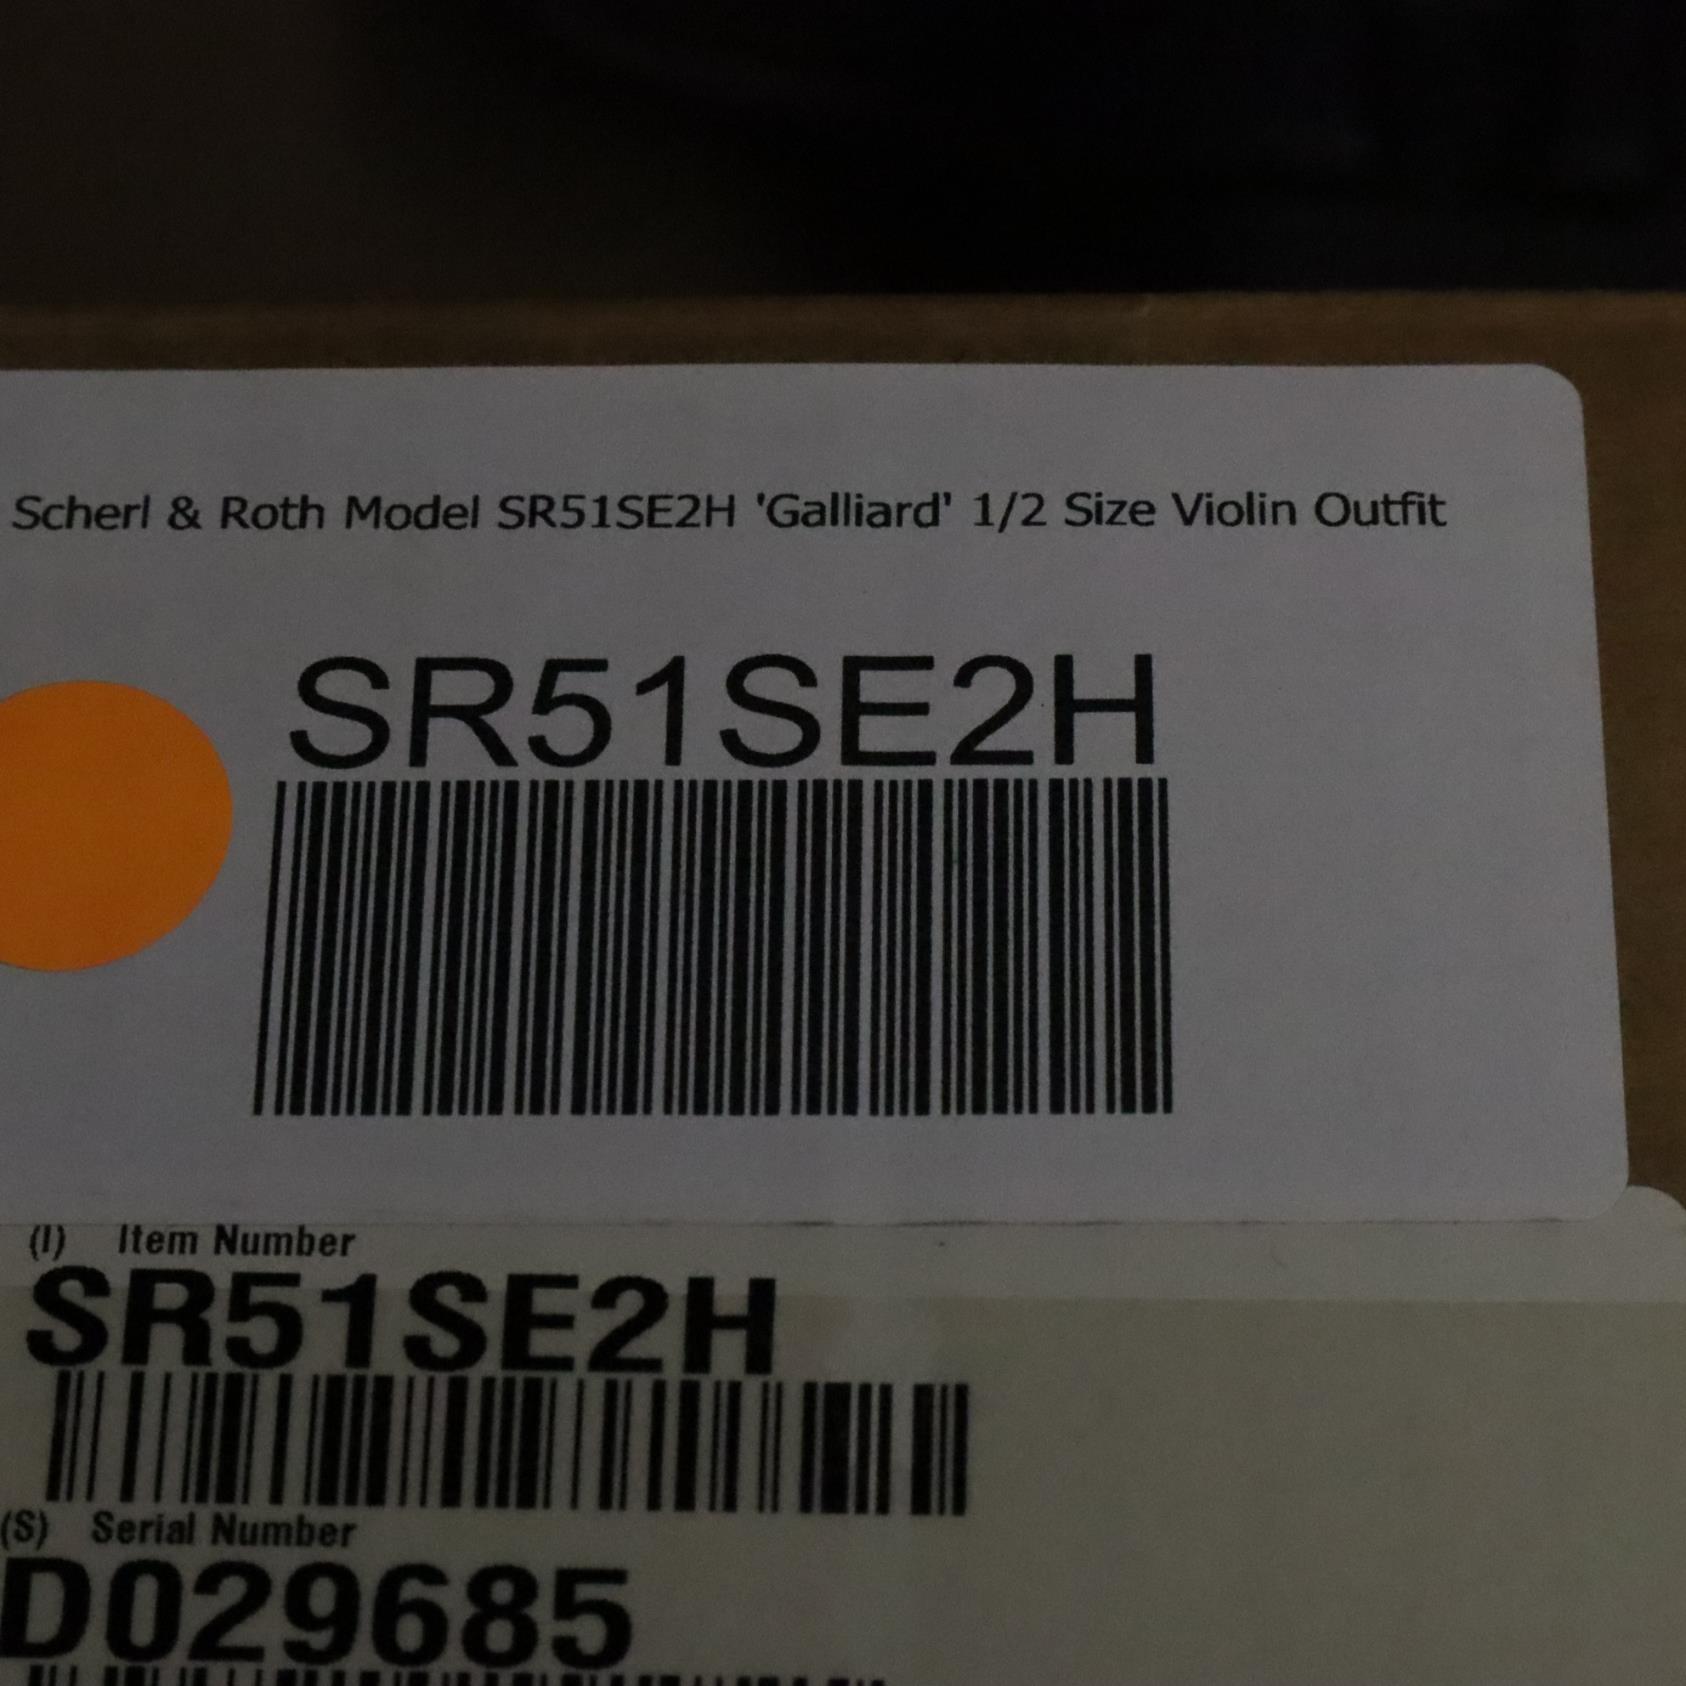 Scherl & Roth Model SR51SE2H 'Galliard' 1/2 Size Violin Outfit
SR51SE2H
(I) Item Number
SR51SE2H
(S) Serial Number
D029685